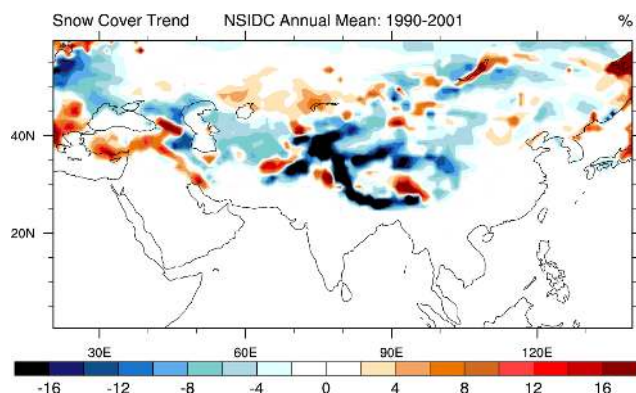 Snow Cover Trend NSIDC Annual Mean: 1990-2001 %
40N
20N
30E 60E 90E 120E
-16 -12 -8 -4 0 4 8 12 16